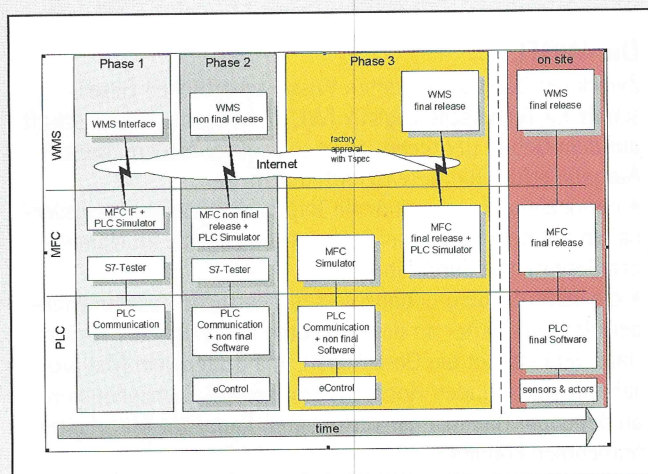 Phase 1
Phase 2
Phase 3
on site
WMS
WMS Interface
WMS
non final release
WMS
final release
WMS
final release
factory
approval
with Tspec
Internet
MFC
MFC IF +
PLC Simulator
MFC non final
release +
PLC Simulator
MFC
final release +
PLC Simulator
MFC
final release
S7-Tester
S7-Tester
MFC
Simulator
PLC
PLC
Communication
PLC
Communication
+ non final
Software
PLC
Communication
+ non final
Software
PLC
final Software
eControl
eControl
sensors & actors
time